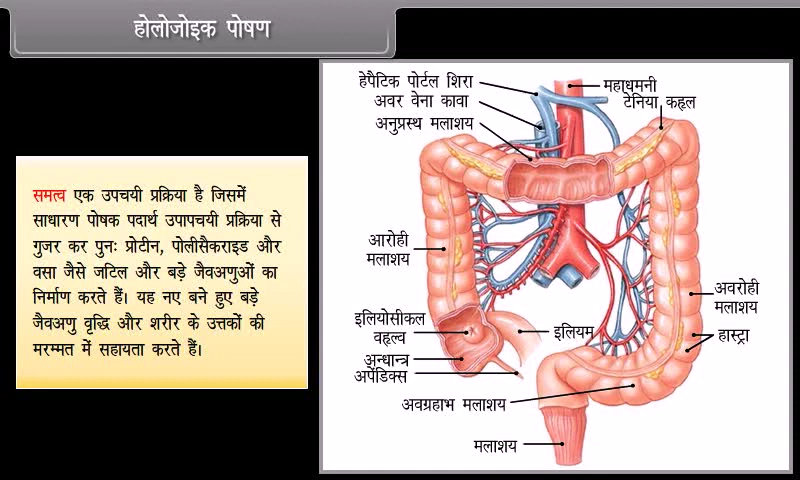 होलोजोइक पोषण
समत्व एक उपचयी प्रक्रिया है जिसमें
साधारण पोषक पदार्थ उपापचयी प्रक्रिया से
गुजर कर पुनः प्रोटीन, पोलीसैकराइड और
वसा जैसे जटिल और बड़े जैवअणुओं का
निर्माण करते हैं। यह नए बने हुए बड़े
जैवअणु वृद्धि और शरीर के उत्तकों की
मरम्मत में सहायता करते हैं।
हेपैटिक पोर्टल शिरा
अवर वेना कावा
अनुप्रस्थ मलाशय
महाधमनी
टेनिया कहृल
आरोही
मलाशय
अवरोही
मलाशय
हास्ट्रा
इलियोसीकल
वहृल्व
इलियम
अन्धान्त्र
अपेंडिक्स
अवग्रहाभ मलाशय
मलाशय